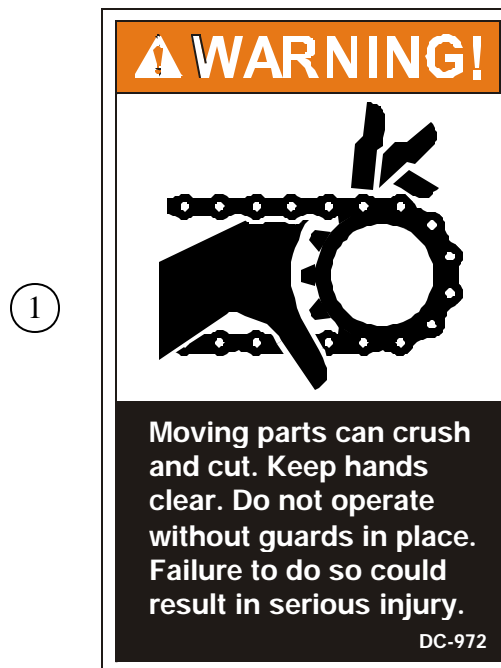 WARNING!
1
Moving parts can crush
and cut. Keep hands
clear. Do not operate
without guards in place.
Failure to do so could
result in serious injury.
DC-972